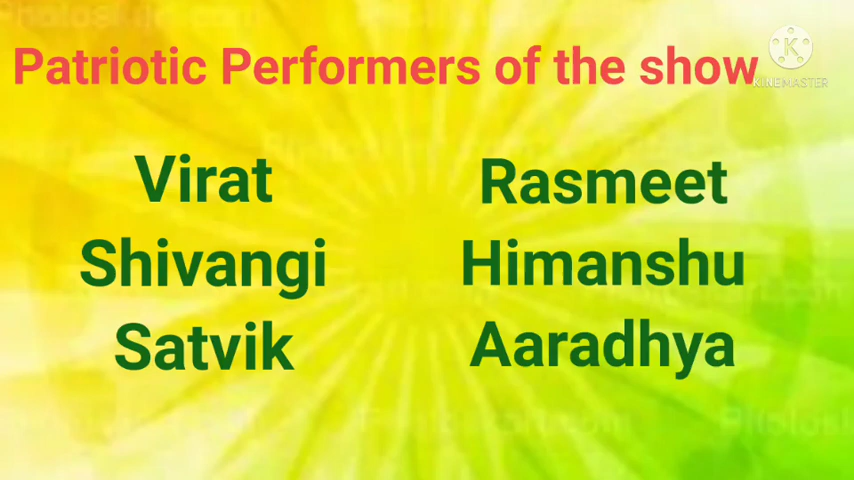 Patriotic Performers of the show
KINEMASTER
Virat
Rasmeet
Shivangi
Himanshu
Satvik
Aaradhya